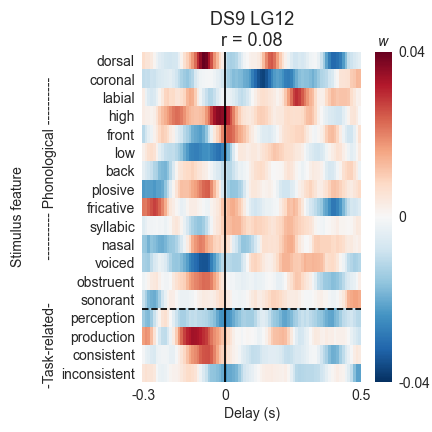 DS9 LG12
r = 0.08
w
dorsal
coronal
labial
high
front
low
back
plosive
fricative
syllabic
nasal
voiced
obstruent
sonorant
perception
production
consistent
inconsistent
Stimulus feature
-Task-related- ---------- Phonological ----------
-0.3 0 0.5
Delay (s)
0.04
0
-0.04